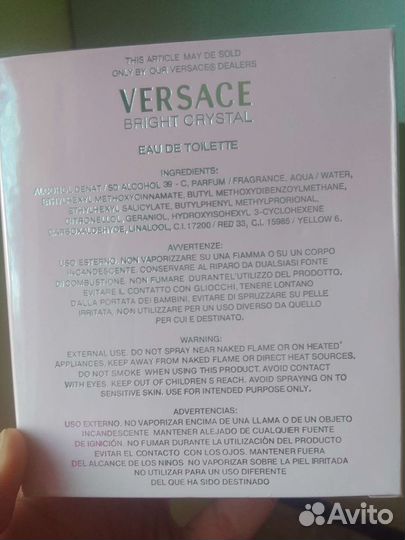 THIS ARTICLE MAY DE SOLD
ONLY BY OUR VERSACE® DEALERS
VERSACE
BRIGHT CRYSTAL
EAU DE TOILETTE
INGREDIENTS:
ALCOHOL DENAT / SD ALCOHOL 39 - C, PARFUM / FRAGRANCE, AQUA / WATER,
ETHYLHEXYL METHOXYCINNAMATE, BUTYL METHOXYDIBENZOYLMETHANE,
ETHYLHEXYL SALICYLATE, BUTYLPHENYL METHYLPRORIONAL,
CITRONELLOL, GERANIOL, HYDROXYISOHEXYL 3-CYCLOHEXENE
CARBOXADEHYDE, LINALOOL, C.I. 17200 / RED 33, C.I. 15985 / YELLOW 6.
AVVERTENZE:
USO ESTERNO. NON VAPORIZZARE SU UNA FIAMMA O SU UN CORPO
INCANDESCENTE. CONSERVARE AL RIPARO DA DUALSIASI FONTE
DI COMBUSTIONE. NON FUMARE DURANTEL'UTILIZZO DEL PRODOTTO.
EVITARE IL CONTATTO CON GLIOCCHI, TENERE LONTANO
DALLA PORTATA DEI BAMBINI. EVITARE DI SPRUZZARE SU PELLE
IRRITATA, NON UTILIZZARE PER UN USO DIVERSO DA QUELLO
PER CUI E DESTINATO.
WARNING:
EXTERNAL USE. DO NOT SPRAY NEAR NAKED FLAME OR ON HEATED
APPLIANCES. KEEP AWAY FROM NAKED FLAME OR DIRECT HEAT SOURCES.
DO NOT SMOKE WHEN USING THIS PRODUCT. AVOID CONTACT
WITH EYES. KEEP OUT OF CHILDREN S REACH. AVOID SPRAYING ON TO
SENSITIVE SKIN. USE FOR INTENDED PURPOSE ONLY.
ADVERTENCIAS:
USO EXTERNO. NO VAPORIZAR ENCIMA DE UNA LLAMA O DE UN OBJETO
INCANDESCENTE. MANTENER ALEJADO DE CUALQUIER FUENTE
DE IGNICIÓN. NO FUMAR DURANTE LA UTILIZACIÓN DEL PRODUCTO
EVITAR EL CONTACTO CON LOS OJOS. MANTENER FUERA
DEL ALCANCE DE LOS NINOS NO VAPORIZAR SOBRE LA PIEL IRRITADA
NO UTILIZAR PARA UN USO DIFERENTE
DEL QUE HA SIDO DESTINADO
Avito